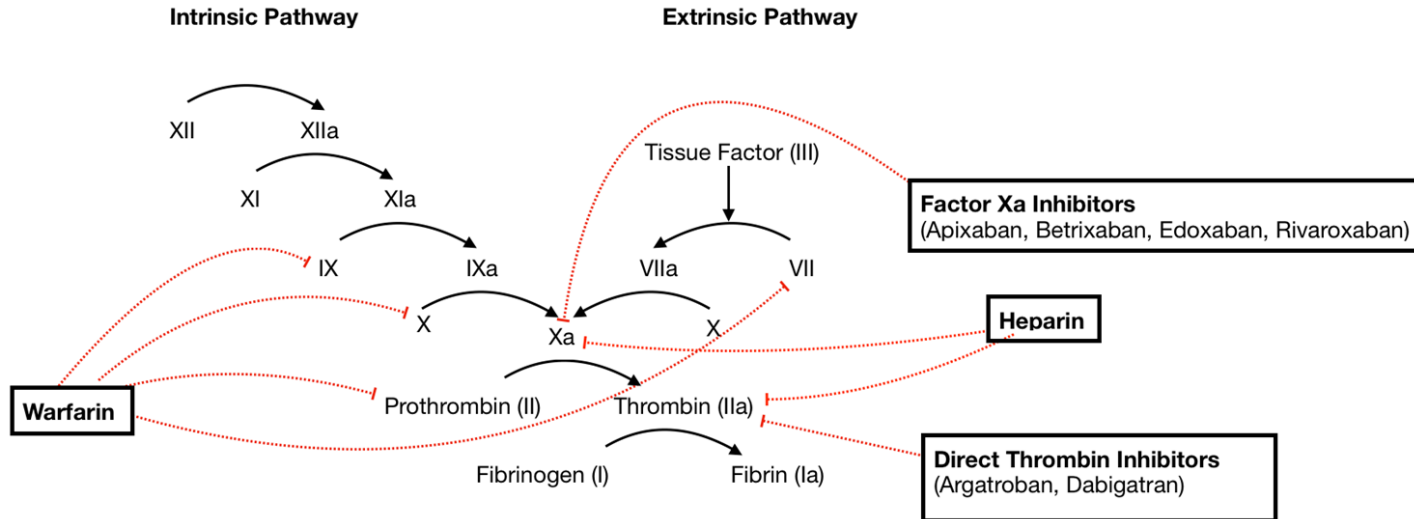 Intrinsic Pathway
Extrinsic Pathway
XII
XIIa
Tissue Factor (III)
XI
XIa
Factor Xa Inhibitors
(Apixaban, Betrixaban, Edoxaban, Rivaroxaban)
IX
IXa
VIIa
VII
X
Xa
X
Heparin
Warfarin
Prothrombin (II)
Thrombin (IIa)
Fibrinogen (I)
Fibrin (Ia)
Direct Thrombin Inhibitors
(Argatroban, Dabigatran)